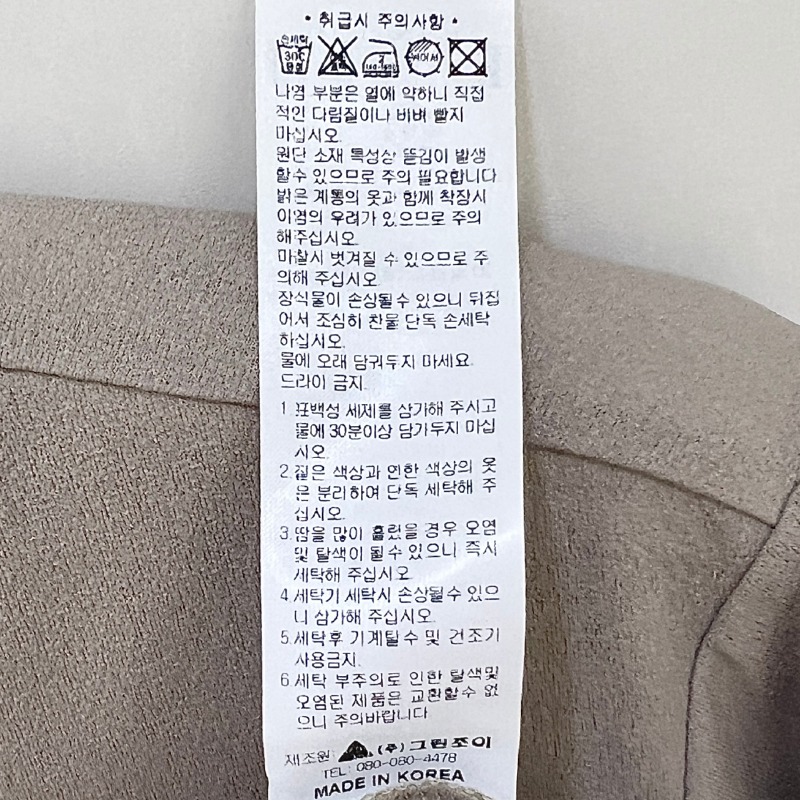 • 취급시 주의사항 •
손세탁
30℃
중성
나염 부분은 열에 약하니 직접
적인 다림질이나 비벼 빨지
마십시오.
원단 소재 특성상 뜯김이 발생
할수 있으므로 주의 필요합니다
밝은 계통의 옷과 함께 착장시
이염의 우려가 있으므로 주의
해주십시오.
마찰시 벗겨질 수 있으므로 주
의해 주십시오.
장식물이 손상될수 있으니 뒤집
어서 조심히 찬물 단독 손세탁
하십시오.
물에 오래 담궈두지 마세요.
드라이 금지.
1.표백성 세제를 삼가해 주시고
물에 30분이상 담가두지 마십
시오.
2.짙은 색상과 연한 색상의 옷
은 분리하여 단독 세탁해 주
십시오.
3.땀을 많이 흘렸을 경우 오염
및 탈색이 될수 있으니 즉시
세탁해 주십시오.
4.세탁기 세탁시 손상될수 있으
니 삼가해 주십시오.
5.세탁후 기계탈수 및 건조기
사용금지.
6.세탁 부주의로 인한 탈색및
오염된 제품은 교환할수 없
으니 주의바랍니다
제조원: (주)그린조이
TEL: 080-080-4478
MADE IN KOREA